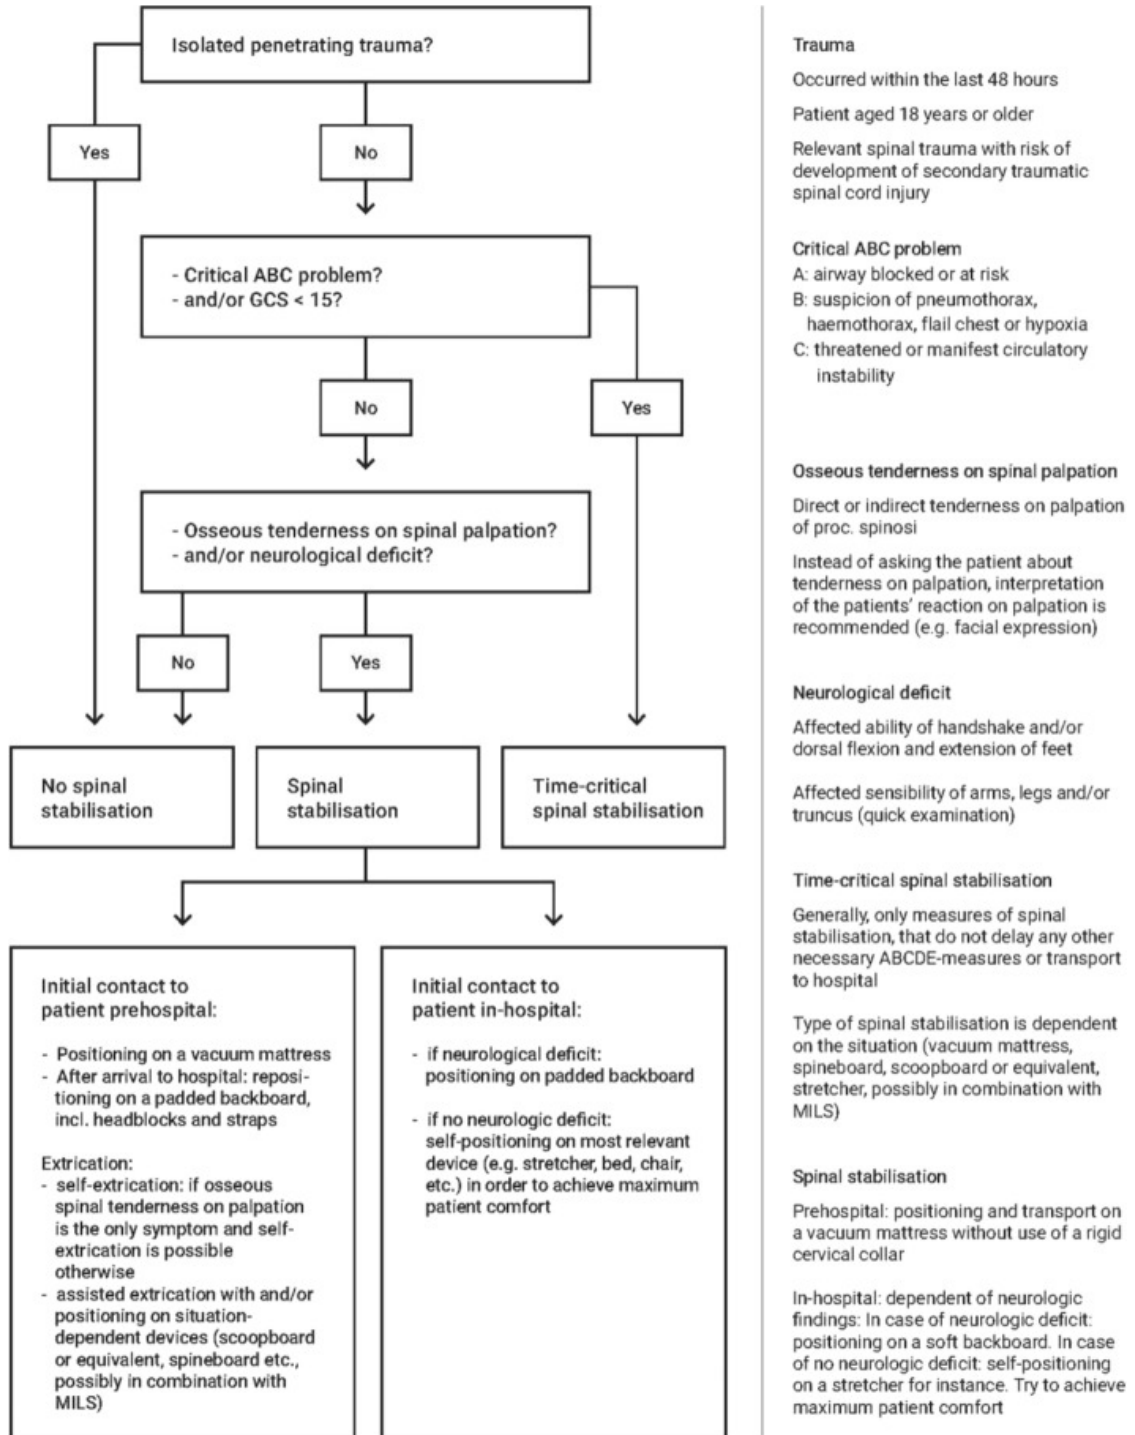 Isolated penetrating trauma?
Yes
No
- Critical ABC problem?
- and/or GCS < 15?
No
Yes
- Osseous tenderness on spinal palpation?
- and/or neurological deficit?
No
Yes
No spinal
stabilisation
Spinal
stabilisation
Time-critical
spinal stabilisation
Initial contact to
patient prehospital:
- Positioning on a vacuum mattress
- After arrival to hospital: reposi-
tioning on a padded backboard,
incl. headblocks and straps
Extrication:
- self-extrication: if osseous
spinal tenderness on palpation
is the only symptom and self-
extrication is possible
otherwise
- assisted extrication with and/or
positioning on situation-
dependent devices (scoopboard
or equivalent, spineboard etc.,
possibly in combination with
MILS)
Initial contact to
patient in-hospital:
- if neurological deficit:
positioning on padded backboard
- if no neurologic deficit:
self-positioning on most relevant
device (e.g. stretcher, bed, chair,
etc.) in order to achieve maximum
patient comfort
Trauma
Occurred within the last 48 hours
Patient aged 18 years or older
Relevant spinal trauma with risk of
development of secondary traumatic
spinal cord injury
Critical ABC problem
A: airway blocked or at risk
B: suspicion of pneumothorax,
haemothorax, flail chest or hypoxia
C: threatened or manifest circulatory
instability
Osseous tenderness on spinal palpation
Direct or indirect tenderness on palpation
of proc. spinosi
Instead of asking the patient about
tenderness on palpation, interpretation
of the patients' reaction on palpation is
recommended (e.g. facial expression)
Neurological deficit
Affected ability of handshake and/or
dorsal flexion and extension of feet
Affected sensibility of arms, legs and/or
truncus (quick examination)
Time-critical spinal stabilisation
Generally, only measures of spinal
stabilisation, that do not delay any other
necessary ABCDE-measures or transport
to hospital
Type of spinal stabilisation is dependent
on the situation (vacuum mattress,
spineboard, scoopboard or equivalent,
stretcher, possibly in combination with
MILS)
Spinal stabilisation
Prehospital: positioning and transport on
a vacuum mattress without use of a rigid
cervical collar
In-hospital: dependent of neurologic
findings: In case of neurologic deficit:
positioning on a soft backboard. In case
of no neurologic deficit: self-positioning
on a stretcher for instance. Try to achieve
maximum patient comfort